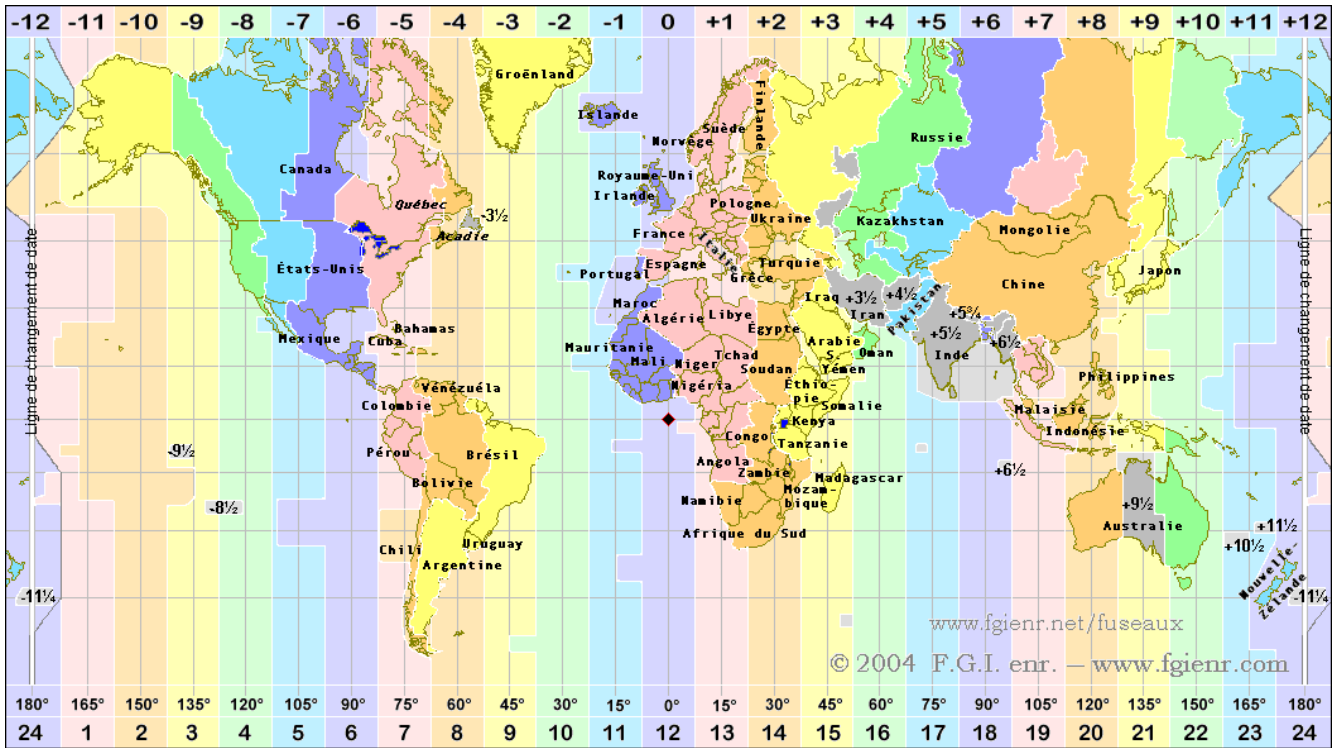 -12 -11 -10 -9 -8 -7 -6 -5 -4 -3 -2 -1 0 +1 +2 +3 +4 +5 +6 +7 +8 +9 +10 +11 +12
Groënland
Finlande
Islande
Suède
Norvège
Russie
Canada
Royaume-Uni
Irlande
Québec
-3½
Acadie
Pologne
Ukraine
Kazakhstan
Mongolie
France
Italie
Ligne de changement de date
Ligne de changement de date
États-Unis
Espagne
Portugal
Grèce
Turquie
Japon
Chine
Maroc
Iraq
+3½
+4½
Iran
Pakistan
+5¾
+5½
+6½
Inde
Bahamas
Cuba
Mexique
Algérie
Libye
Égypte
Arabie
S.
Oman
Mauritanie
Mali
Niger
Tchad
Soudan
Yémen
Vénézuéla
Nigéria
Éthio-
pie
Philippines
Colombie
Somalie
Malaisie
Kenya
Indonésie
Congo
Tanzanie
-9½
Pérou
Brésil
Angola
Zambie
Madagascar
+6½
Bolivie
Namibie
Mozam-
bique
-8½
+9½
Australie
Afrique du Sud
+11½
+10½
Chili
Uruguay
Argentine
Nouvelle-
Zélande
-11¼
-11¼
www.fgienr.net/fuseaux
© 2004 F.G.I. enr. – www.fgienr.com
180° 165° 150° 135° 120° 105° 90° 75° 60° 45° 30° 15° 0° 15° 30° 45° 60° 75° 90° 105° 120° 135° 150° 165° 180°
24 1 2 3 4 5 6 7 8 9 10 11 12 13 14 15 16 17 18 19 20 21 22 23 24